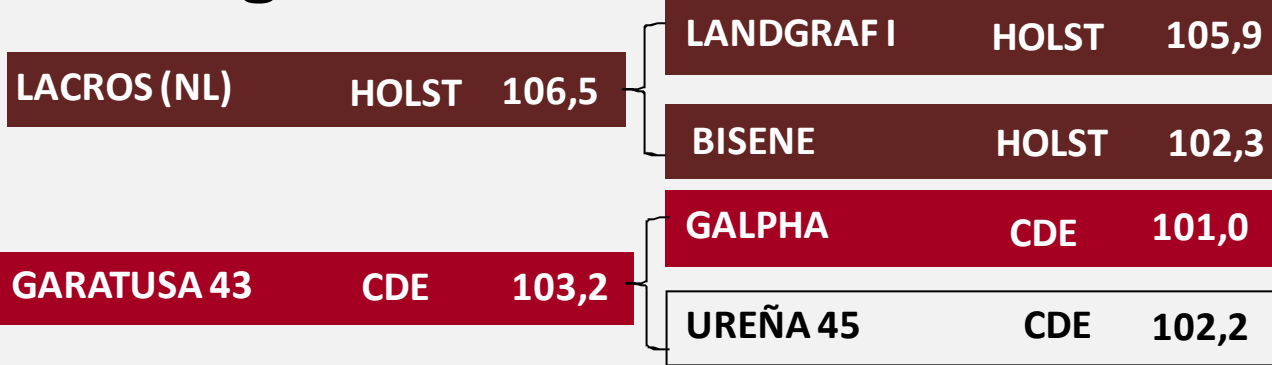 LANDGRAF I HOLST 105,9
LACROS (NL) HOLST 106,5
BISENE HOLST 102,3
GALPHA CDE 101,0
GARATUSA 43 CDE 103,2
UREÑA 45 CDE 102,2